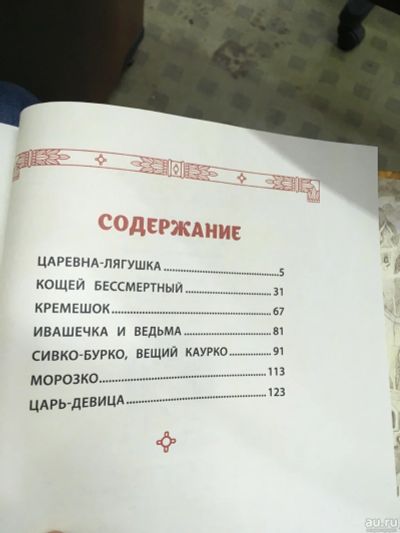 СОДЕРЖАНИЕ
ЦАРЕВНА-ЛЯГУШКА.....................5
КОЩЕЙ БЕССМЕРТНЫЙ...............31
КРЕМЕШОК.............................67
ИВАШЕЧКА И ВЕДЬМА................81
СИВКО-БУРКО, ВЕЩИЙ КАУРКО.......91
МОРОЗКО..............................113
ЦАРЬ-ДЕВИЦА.........................123
au.ru